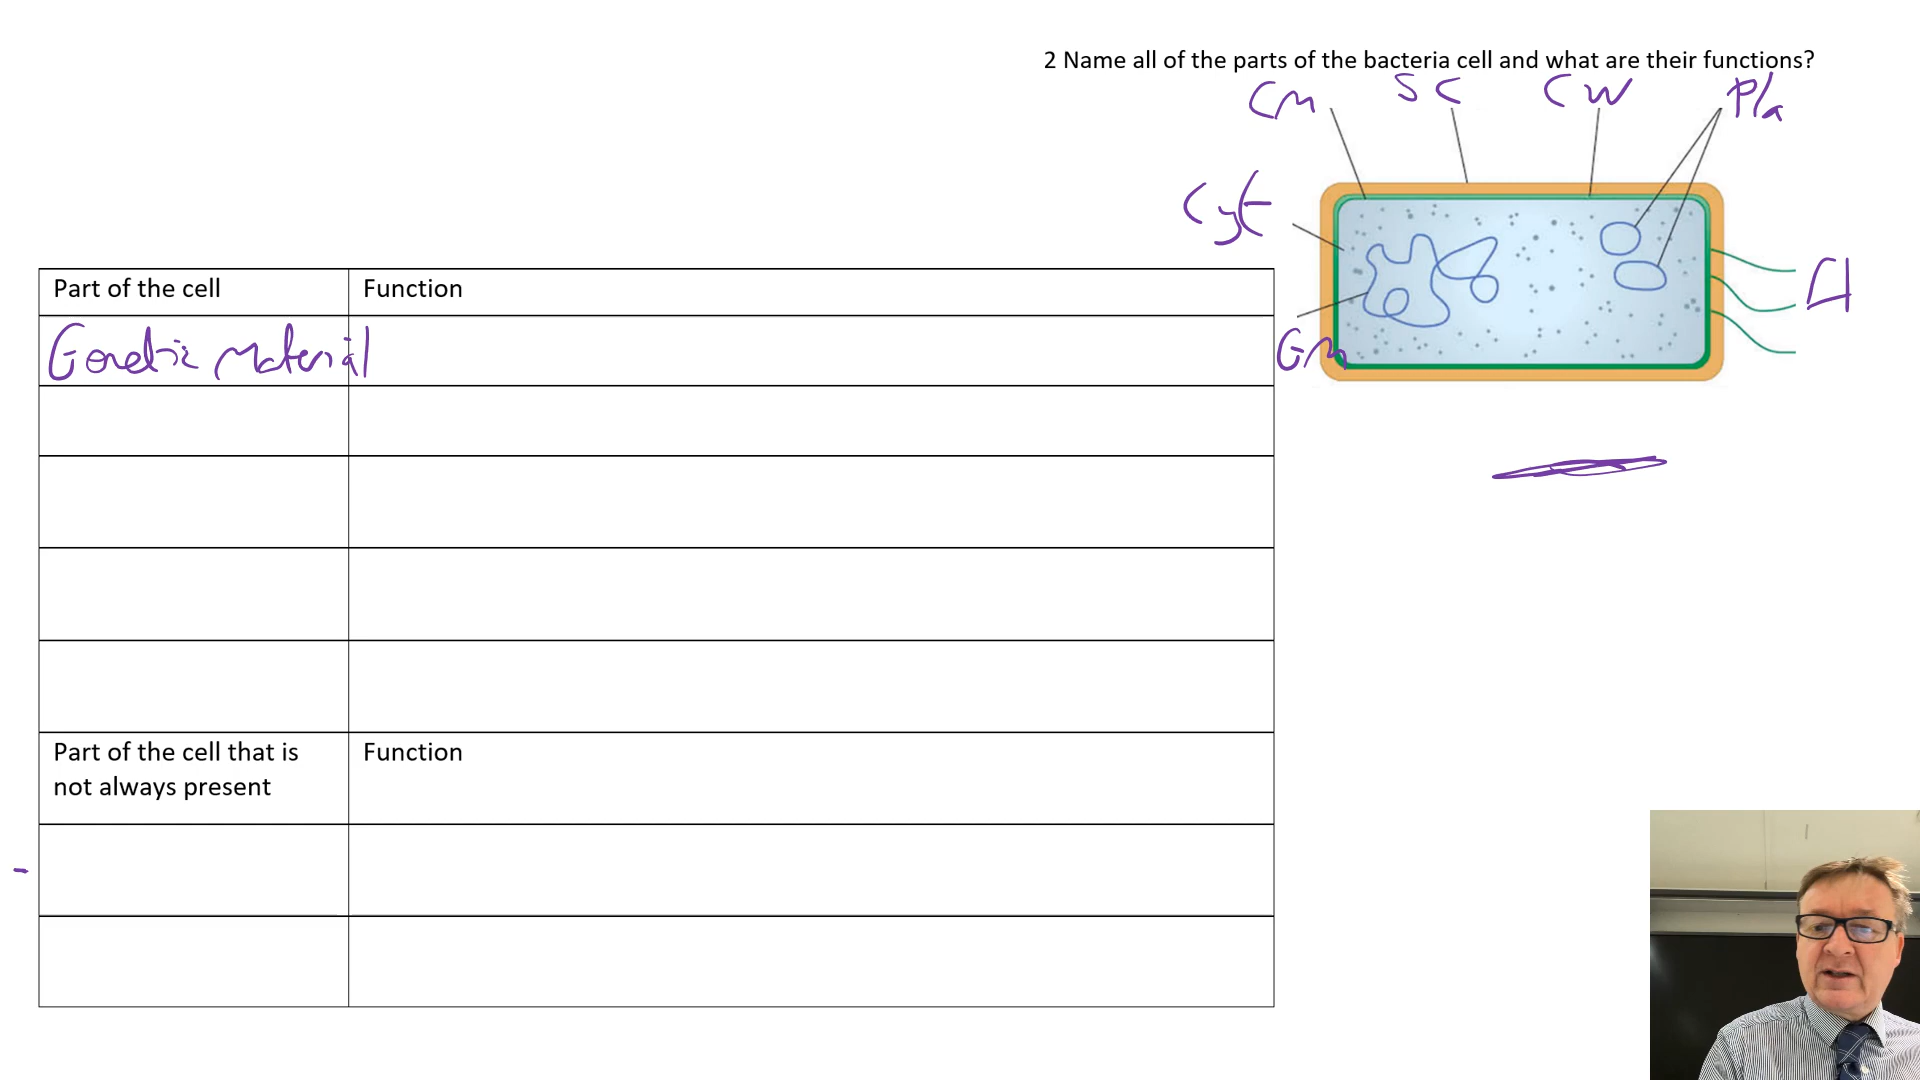 2 Name all of the parts of the bacteria cell and what are their functions?
CM SC CW Pla
Cyt
Part of the cell Function
Genetic Material
GM
Part of the cell that is Function
not always present